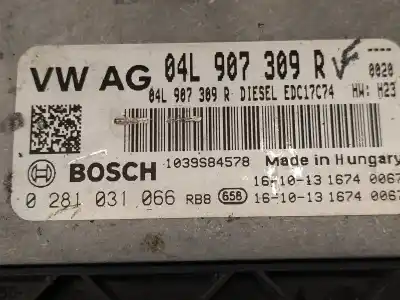 VW AG 04L 907 309 R
0020
04L 907 309 R DIESEL EDC17C74 HW: H23
1039S84578 Made in Hungary
BOSCH 16-10-13 1674 0067
0 281 031 066 RB8 658 16-10-13 1674 0067